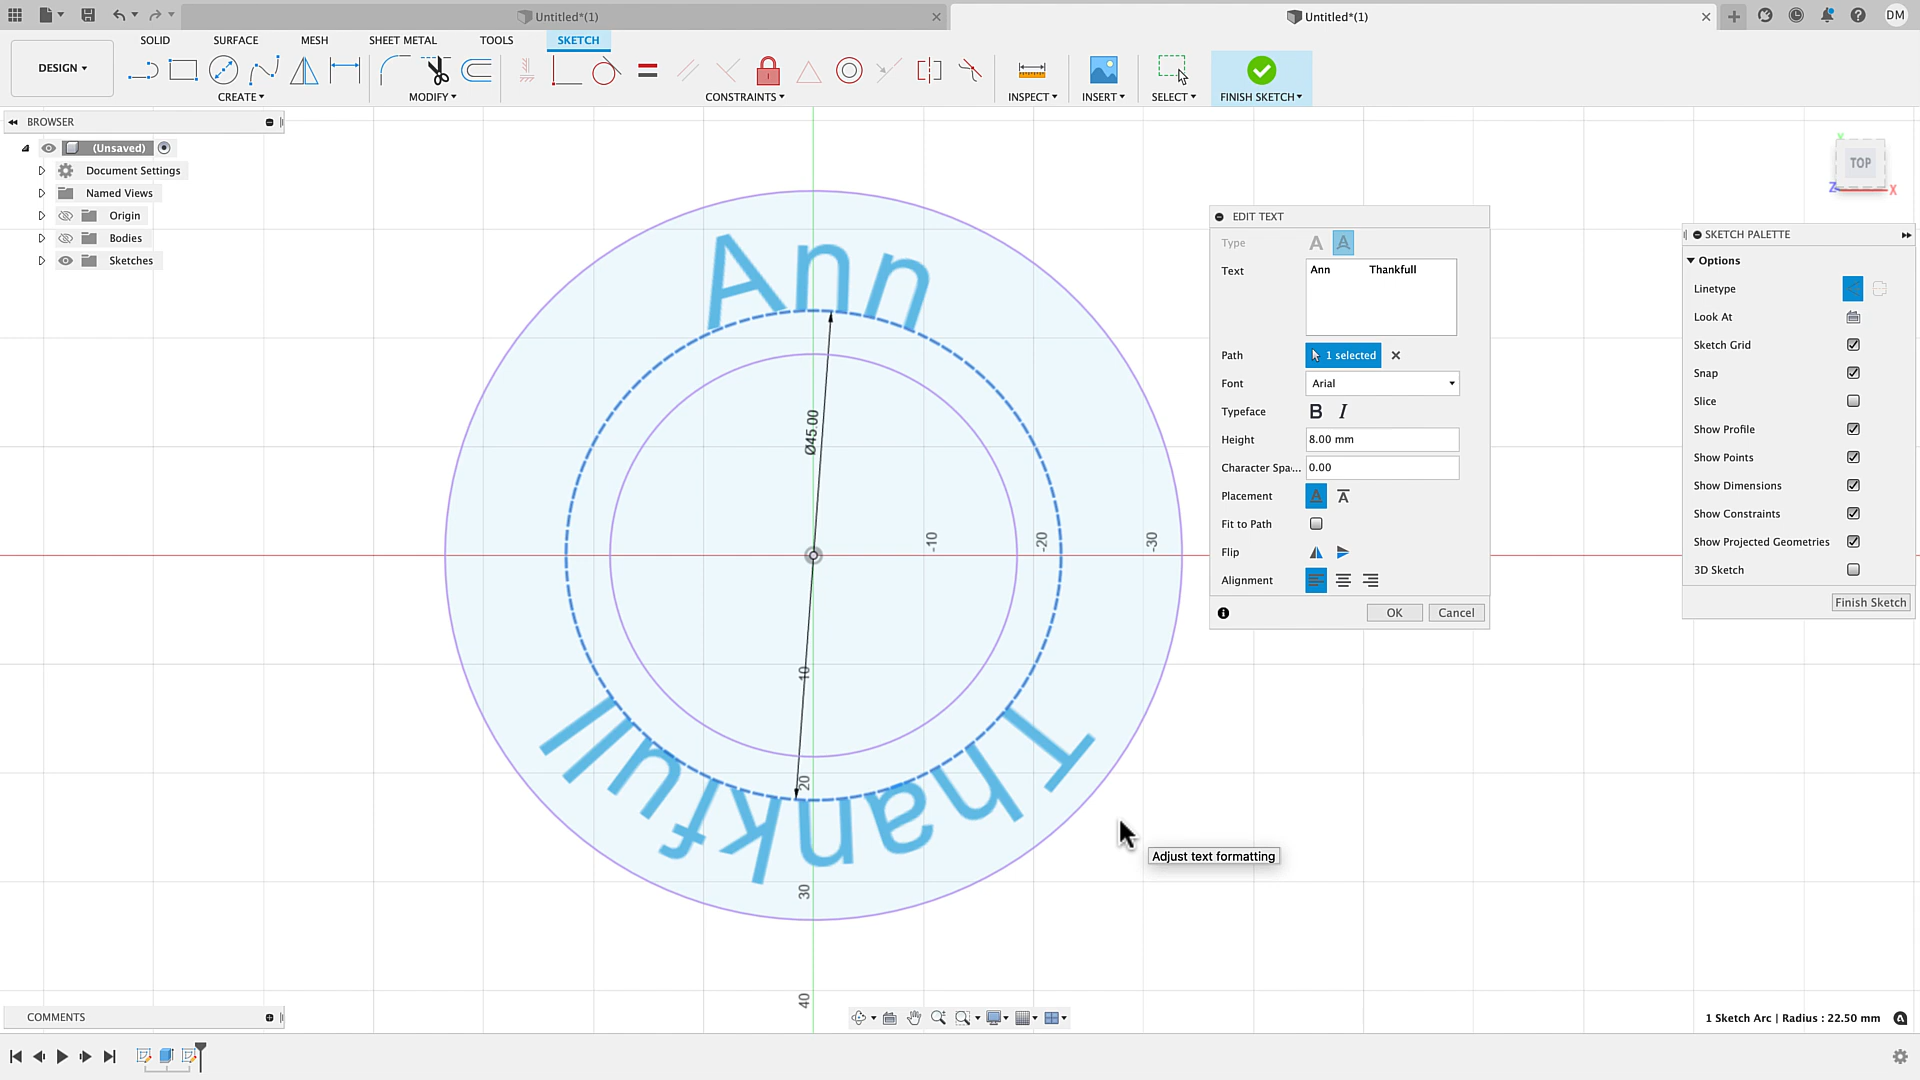 Untitled*(1)
Untitled*(1)
DM
SOLID
SURFACE
MESH
SHEET METAL
TOOLS
SKETCH
DESIGN
CREATE
MODIFY
CONSTRAINTS
INSPECT
INSERT
SELECT
FINISH SKETCH
BROWSER
(Unsaved)
Document Settings
Named Views
Origin
Bodies
Sketches
Y
TOP
Z
X
Ann
Ø45.00
-10
-20
-30
10
20
30
40
Thankfull
EDIT TEXT
Type
A A
Text
Ann Thankfull
Path
1 selected
Font
Arial
Typeface
B I
Height
8.00 mm
Character Spa...
0.00
Placement
A A
Fit to Path
Flip
Alignment
OK
Cancel
Adjust text formatting
SKETCH PALETTE
Options
Linetype
Look At
Sketch Grid
Snap
Slice
Show Profile
Show Points
Show Dimensions
Show Constraints
Show Projected Geometries
3D Sketch
Finish Sketch
COMMENTS
1 Sketch Arc | Radius : 22.50 mm